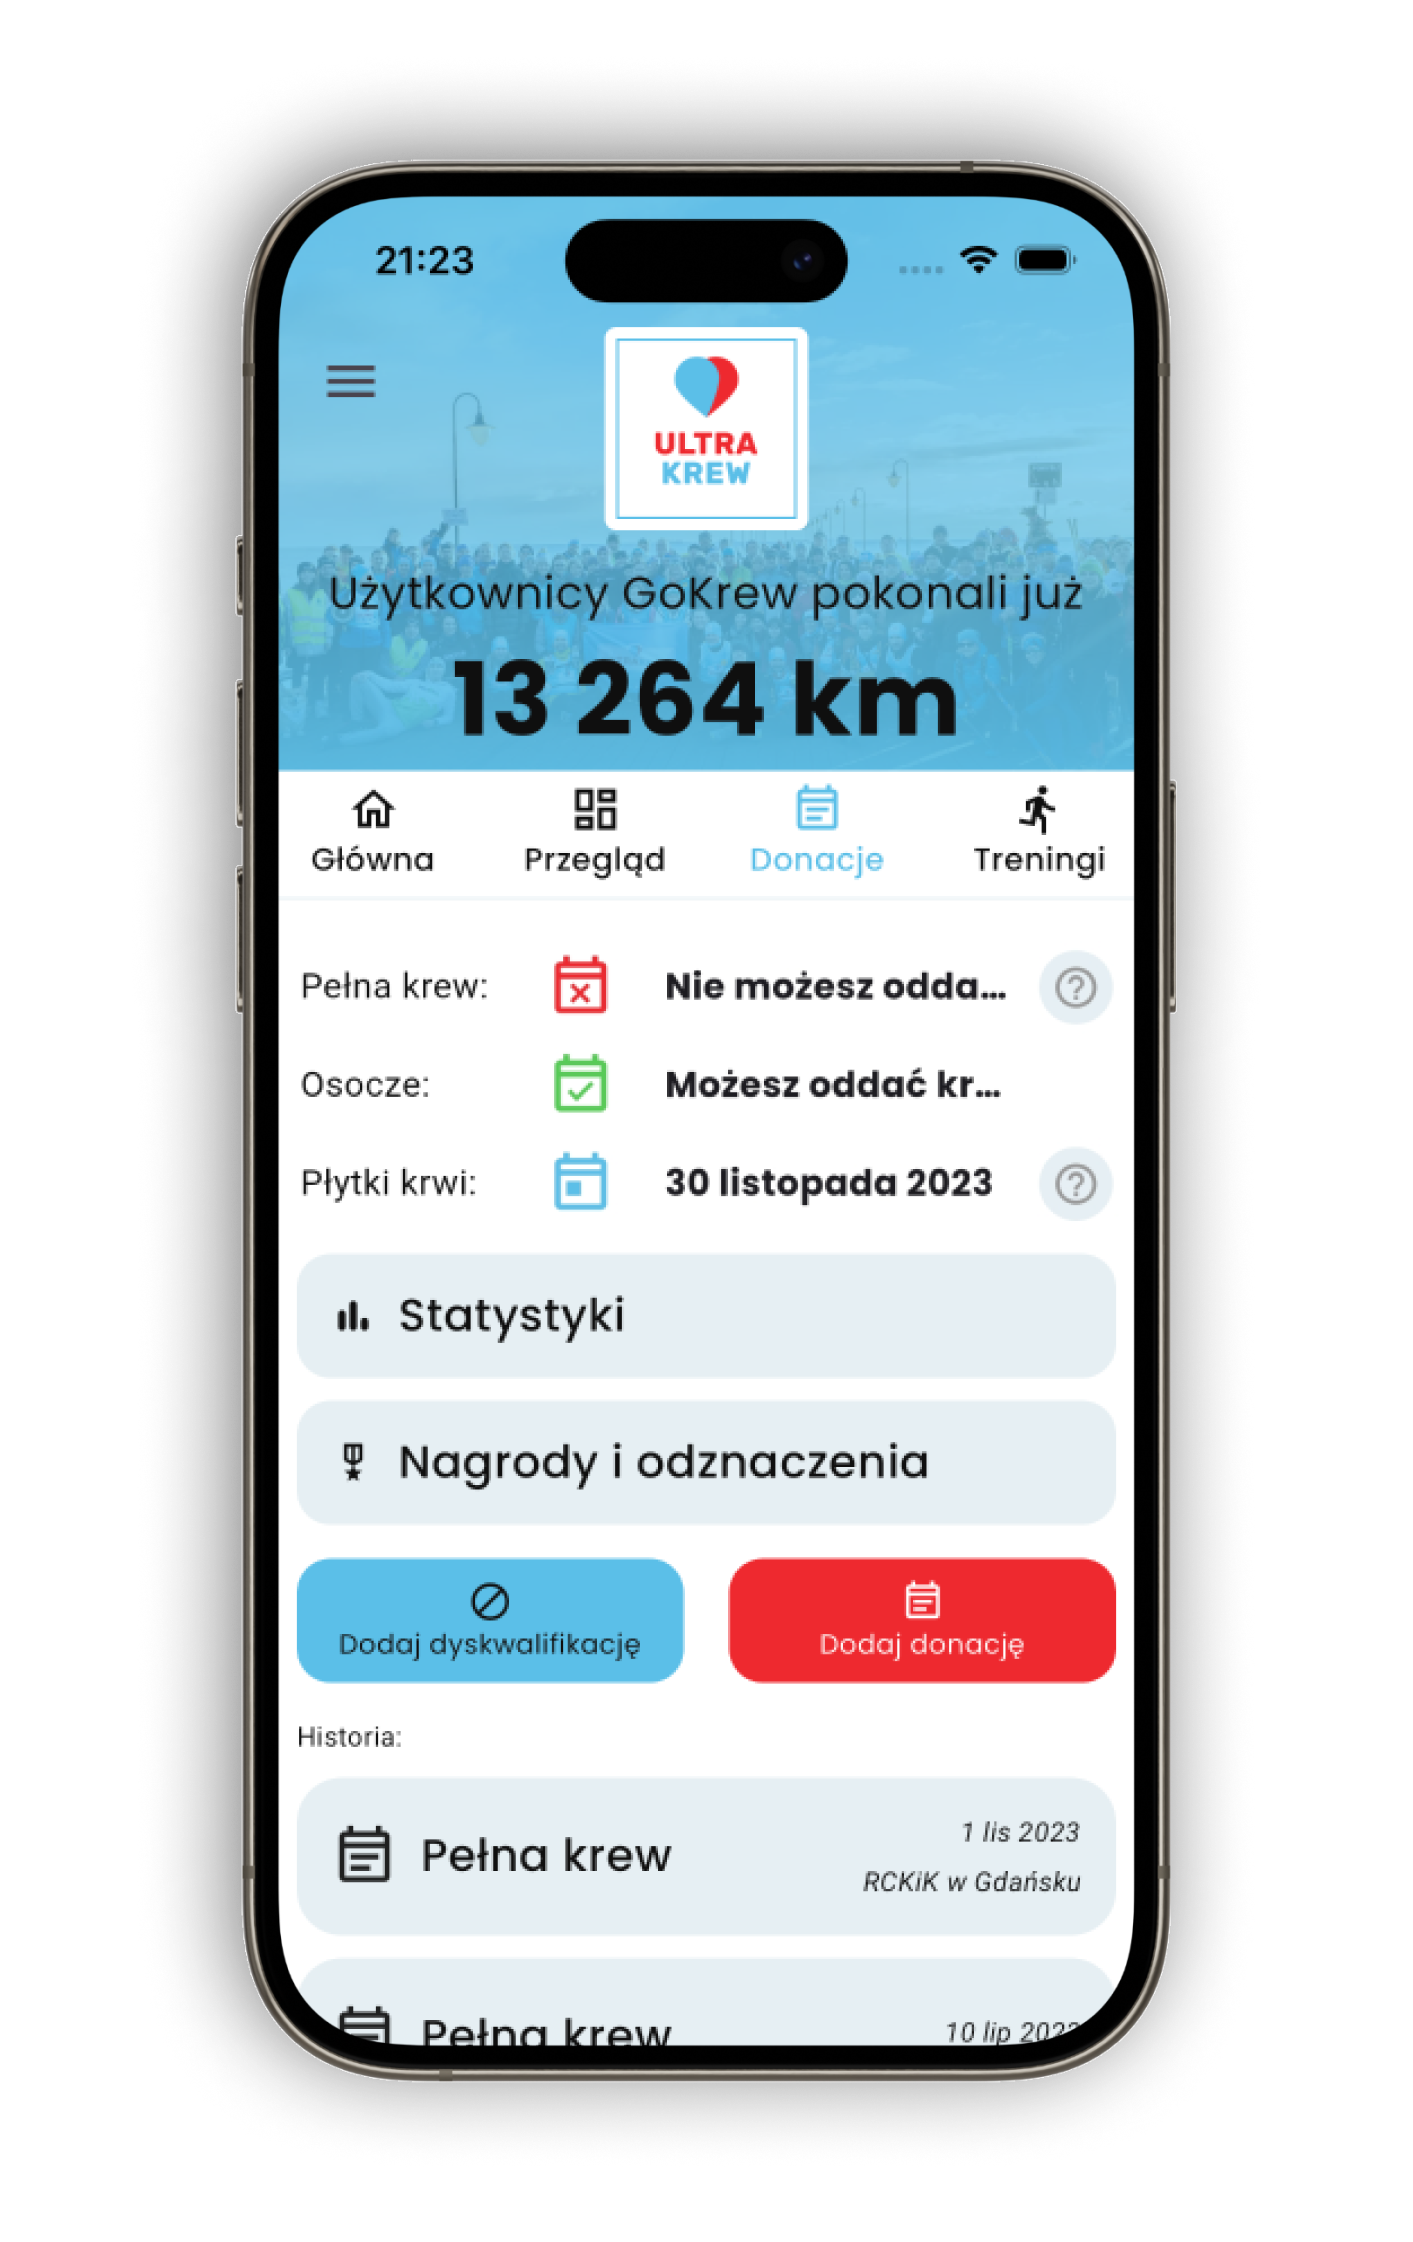 21:23
ULTRA
KREW
Użytkownicy GoKrew pokonali już
13 264 km
Główna
Przegląd
Donacje
Treningi
Pełna krew:
Nie możesz odda...
Osocze:
Możesz oddać kr...
Płytki krwi:
30 listopada 2023
Statystyki
Nagrody i odznaczenia
Dodaj dyskwalifikację
Dodaj donację
Historia:
Pełna krew
1 lis 2023
RCKiK w Gdańsku
Pełna krew
10 lip 2023